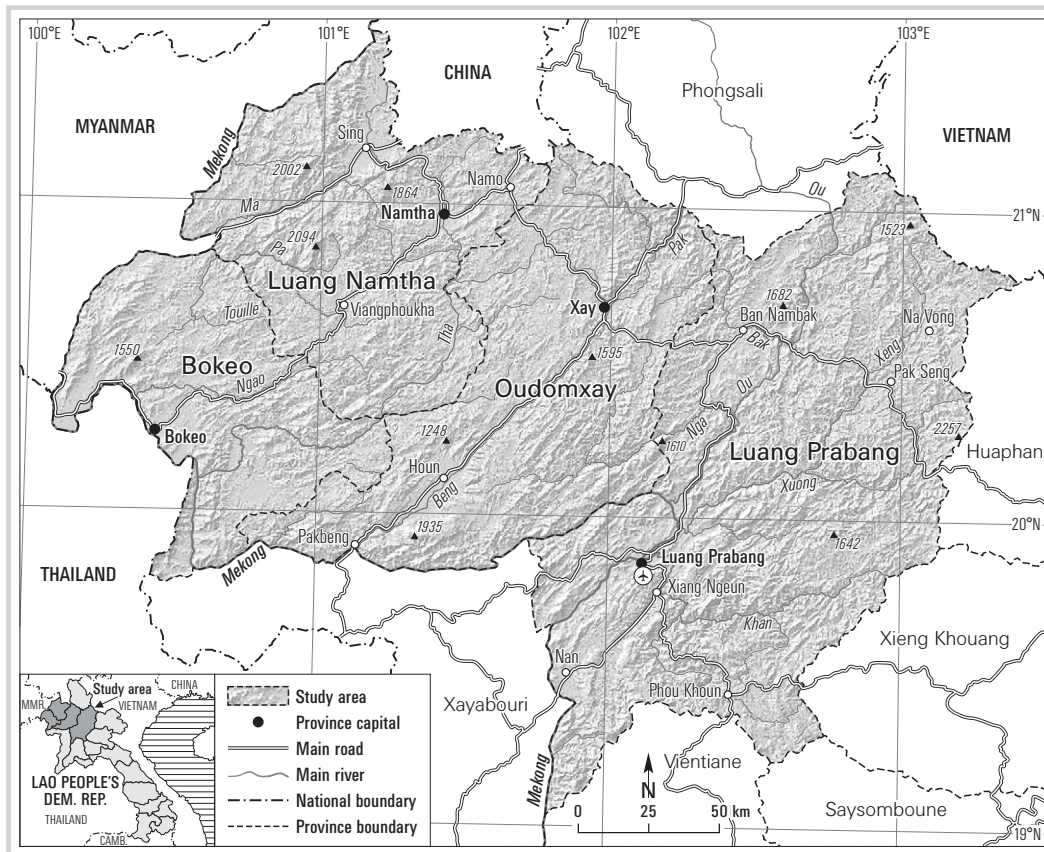 100°E
101°E
102°E
103°E
CHINA
Phongsali
MYANMAR
VIETNAM
Mekong
Sing
2002
1864
Namo
Ou
Ma
Namtha
21°N
1523
2094
Pa
Pak
Luang Namtha
1682
Touille
Viangphoukha
Xay
Ban Nambak
Na Vong
Tha
Bak
Xeng
1550
Bokeo
1595
Ngao
Oudomxay
Ou
Pak Seng
Bokeo
1248
Nga
1610
2257
Luang Prabang
Huaphan
Houn
Beng
Xuong
1935
20°N
Pakbeng
1642
Mekong
THAILAND
Luang Prabang
Xiang Ngeun
Khan
Xieng Khouang
Nan
Phou Khoun
Xayabouri
Vientiane
Mekong
N
0 25 50 km
Saysomboune
19°N
Study area
CHINA
MMR.
VIETNAM
LAO PEOPLE'S
DEM. REP.
THAILAND
CAMB.
Study area
Province capital
Main road
Main river
National boundary
Province boundary